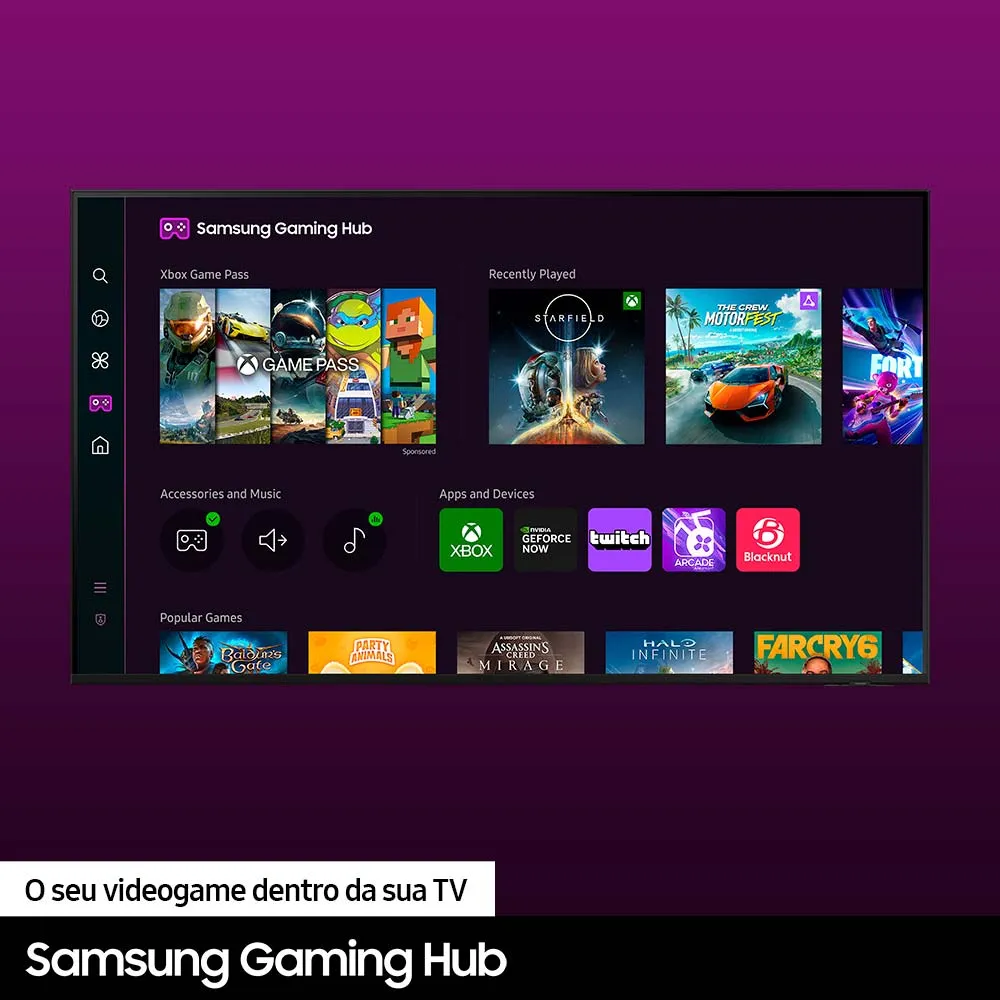 Samsung Gaming Hub
Xbox Game Pass
GAME PASS
Sponsored
Recently Played
STARFIELD
THE CREW
MOTORFEST
FORT
Accessories and Music
Apps and Devices
XBOX
NVIDIA
GEFORCE
NOW
twitch
ARCADE
Blacknut
Popular Games
Baldur's
Gate
PARTY
ANIMALS
A UBISOFT ORIGINAL
ASSASSIN'S
CREED
MIRAGE
HALO
INFINITE
FARCRY6
O seu videogame dentro da sua TV
Samsung Gaming Hub